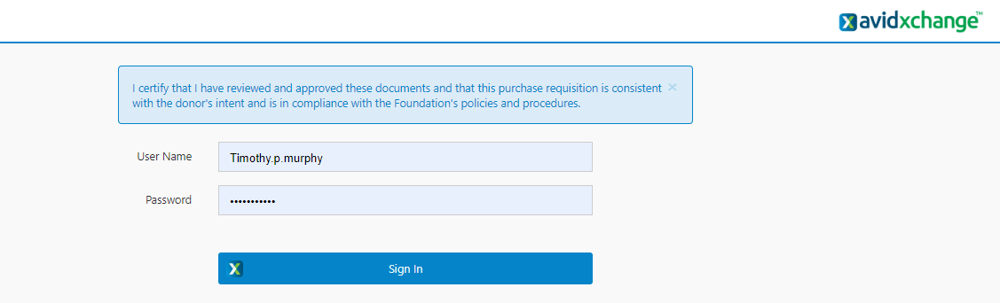 avidxchange™
I certify that I have reviewed and approved these documents and that this purchase requisition is consistent ×
with the donor's intent and is in compliance with the Foundation's policies and procedures.
User Name Timothy.p.murphy
Password •••••••••••
Sign In